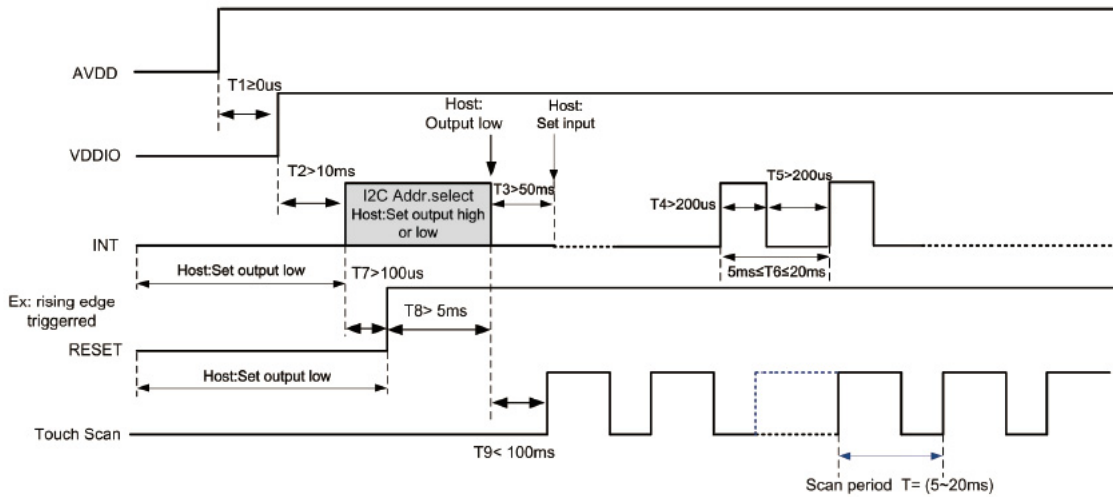 AVDD
T1≥0us
Host:
Output low
Host:
Set input
VDDIO
T2>10ms
I2C Addr.select
Host:Set output high
or low
T3>50ms
T5>200us
T4>200us
INT
Host:Set output low
T7>100us
5ms≤T6≤20ms
Ex: rising edge
triggerred
T8> 5ms
RESET
Host:Set output low
Touch Scan
T9< 100ms
Scan period T= (5~20ms)